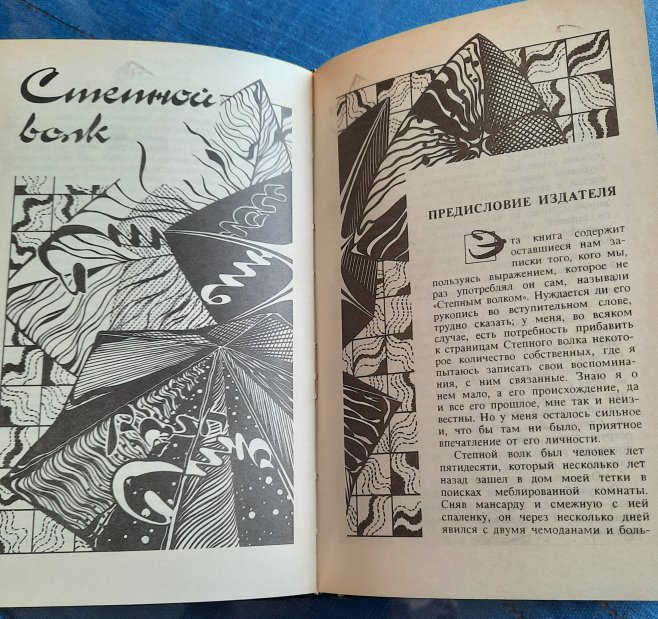 Степной
волк
ПРЕДИСЛОВИЕ ИЗДАТЕЛЯ
Эта книга содержит
оставшиеся нам за-
писки того, кого мы,
пользуясь выражением, которое не
раз употреблял он сам, называли
«Степным волком». Нуждается ли его
рукопись во вступительном слове,
трудно сказать; у меня, во всяком
случае, есть потребность прибавить
к страницам Степного волка некото-
рое количество собственных, где я
пытаюсь записать свои воспомина-
ния, с ним связанные. Знаю я о
нем мало, а его происхождение, да
и все его прошлое, мне так и неиз-
вестны. Но у меня осталось сильное
и, что бы там ни было, приятное
впечатление от его личности.
Степной волк был человек лет
пятидесяти, который несколько лет
назад зашел в дом моей тетки в
поисках меблированной комнаты.
Сняв мансарду и смежную с ней
спаленку, он через несколько дней
явился с двумя чемоданами и боль-